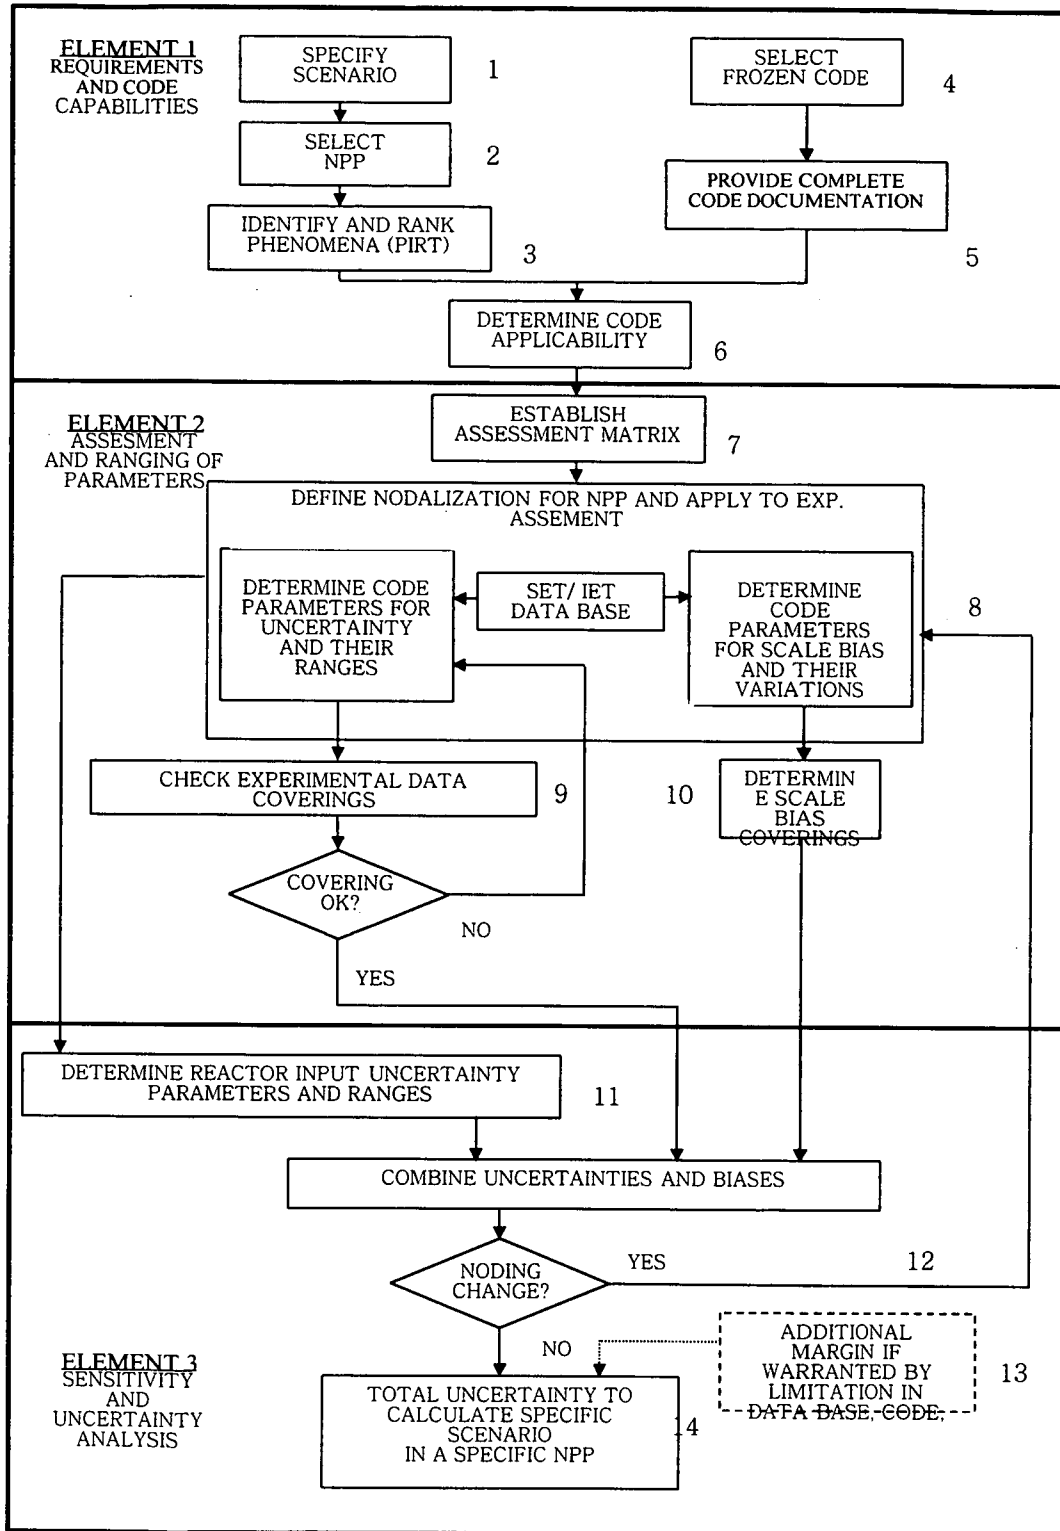 ELEMENT 1
REQUIREMENTS
AND CODE
CAPABILITIES
SPECIFY
SCENARIO
1
SELECT
NPP
2
IDENTIFY AND RANK
PHENOMENA (PIRT)
3
SELECT
FROZEN CODE
4
PROVIDE COMPLETE
CODE DOCUMENTATION
5
DETERMINE CODE
APPLICABILITY
6
ELEMENT 2
ASSESMENT
AND RANGING OF
PARAMETERS
ESTABLISH
ASSESSMENT MATRIX
7
DEFINE NODALIZATION FOR NPP AND APPLY TO EXP.
ASSEMENT
DETERMINE CODE
PARAMETERS FOR
UNCERTAINTY
AND THEIR
RANGES
SET/ IET
DATA BASE
DETERMINE
CODE
PARAMETERS
FOR SCALE BIAS
AND THEIR
VARIATIONS
8
CHECK EXPERIMENTAL DATA
COVERINGS
9
10
DETERMIN
E SCALE
BIAS
COVERINGS
COVERING
OK?
NO
YES
DETERMINE REACTOR INPUT UNCERTAINTY
PARAMETERS AND RANGES
11
COMBINE UNCERTAINTIES AND BIASES
NODING
CHANGE?
YES
12
NO
ELEMENT 3
SENSITIVITY
AND
UNCERTAINTY
ANALYSIS
ADDITIONAL
MARGIN IF
WARRANTED BY
LIMITATION IN
DATA BASE, CODE,
13
TOTAL UNCERTAINTY TO
CALCULATE SPECIFIC
SCENARIO
IN A SPECIFIC NPP
14